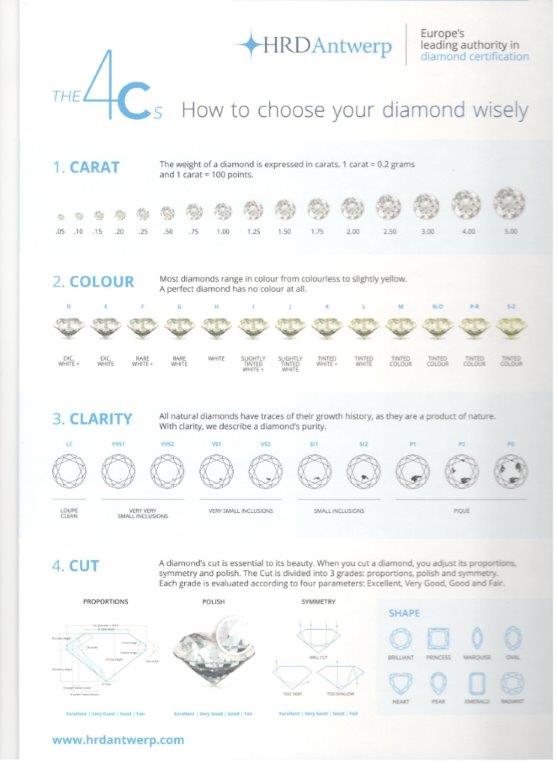 HRD Antwerp
Europe's
leading authority in
diamond certification
THE 4Cs
How to choose your diamond wisely
1. CARAT
The weight of a diamond is expressed in carats. 1 carat = 0.2 grams
and 1 carat = 100 points.
.05 .10 .15 .20 .25 .50 .75 1.00 1.25 1.50 1.75 2.00 2.50 3.00 4.00 5.00
2. COLOUR
Most diamonds range in colour from colourless to slightly yellow.
A perfect diamond has no colour at all.
D E F G H I J K L M N-O P-R S-Z
EXC. WHITE + EXC. WHITE RARE WHITE + RARE WHITE WHITE SLIGHTLY TINTED WHITE + SLIGHTLY TINTED WHITE TINTED WHITE + TINTED WHITE TINTED COLOUR TINTED COLOUR TINTED COLOUR TINTED COLOUR
3. CLARITY
All natural diamonds have traces of their growth history, as they are a product of nature.
With clarity, we describe a diamond's purity.
LC VVS1 VVS2 VS1 VS2 SI1 SI2 P1 P2 P3
LOUPE CLEAN VERY VERY SMALL INCLUSIONS VERY SMALL INCLUSIONS SMALL INCLUSIONS PIQUÉ
4. CUT
A diamond's cut is essential to its beauty. When you cut a diamond, you adjust its proportions,
symmetry and polish. The Cut is divided into 3 grades: proportions, polish and symmetry.
Each grade is evaluated according to four parameters: Excellent, Very Good, Good and Fair.
PROPORTIONS POLISH SYMMETRY
WELL CUT
TOO DEEP TOO SHALLOW
Excellent | Very Good | Good | Fair Excellent | Very Good | Good | Fair Excellent | Very Good | Good | Fair
SHAPE
BRILLIANT PRINCESS MARQUISE OVAL
HEART PEAR EMERALD RADIANT
www.hrdantwerp.com